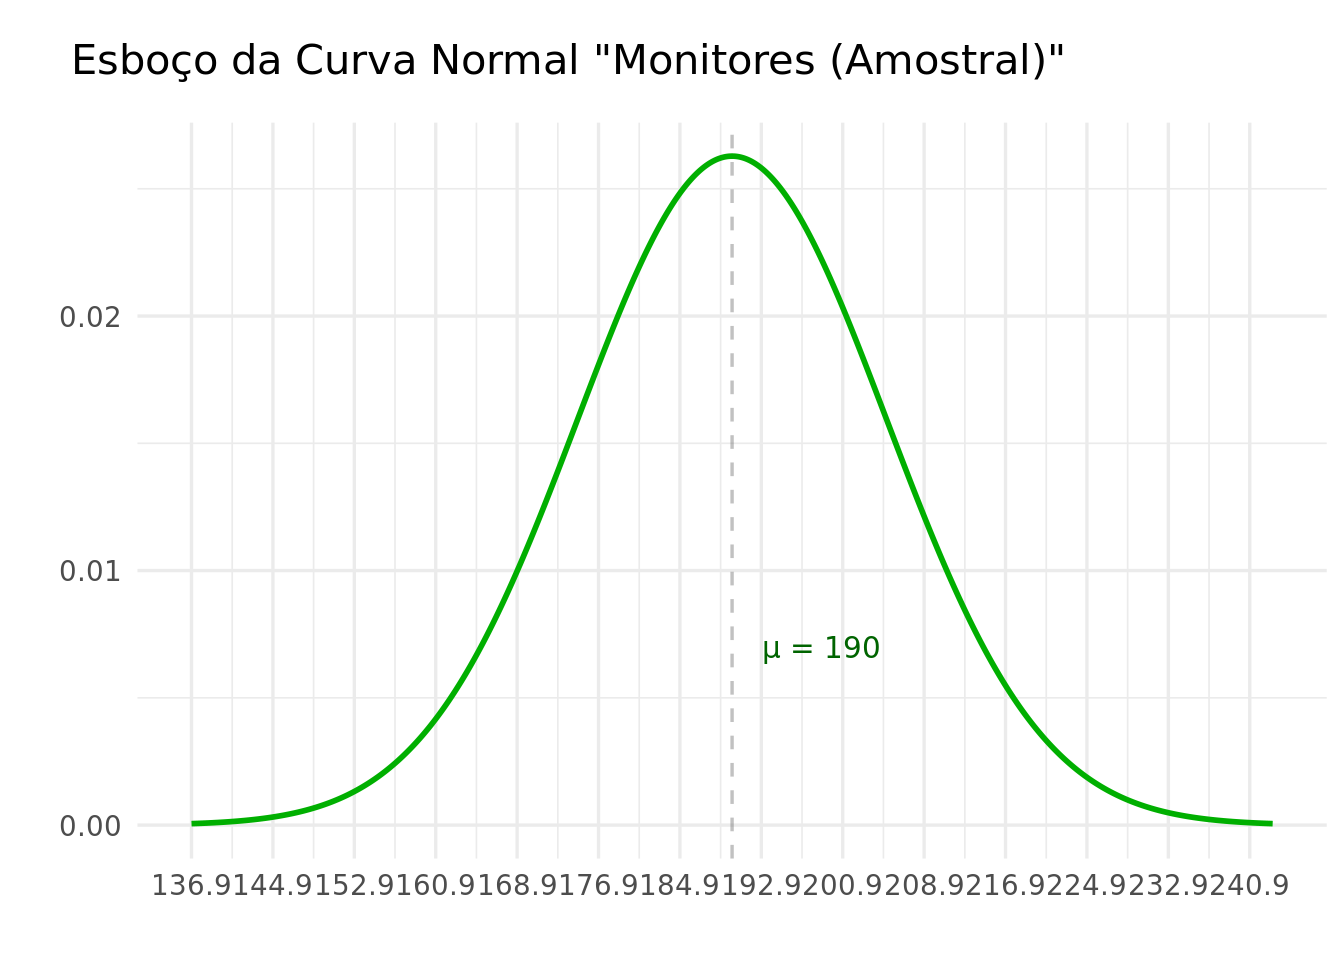 Esboço da Curva Normal "Monitores (Amostral)"
0.02
0.01
μ = 190
0.00
136.9144.9152.9160.9168.9176.9184.9192.9200.9208.9216.9224.9232.9240.9